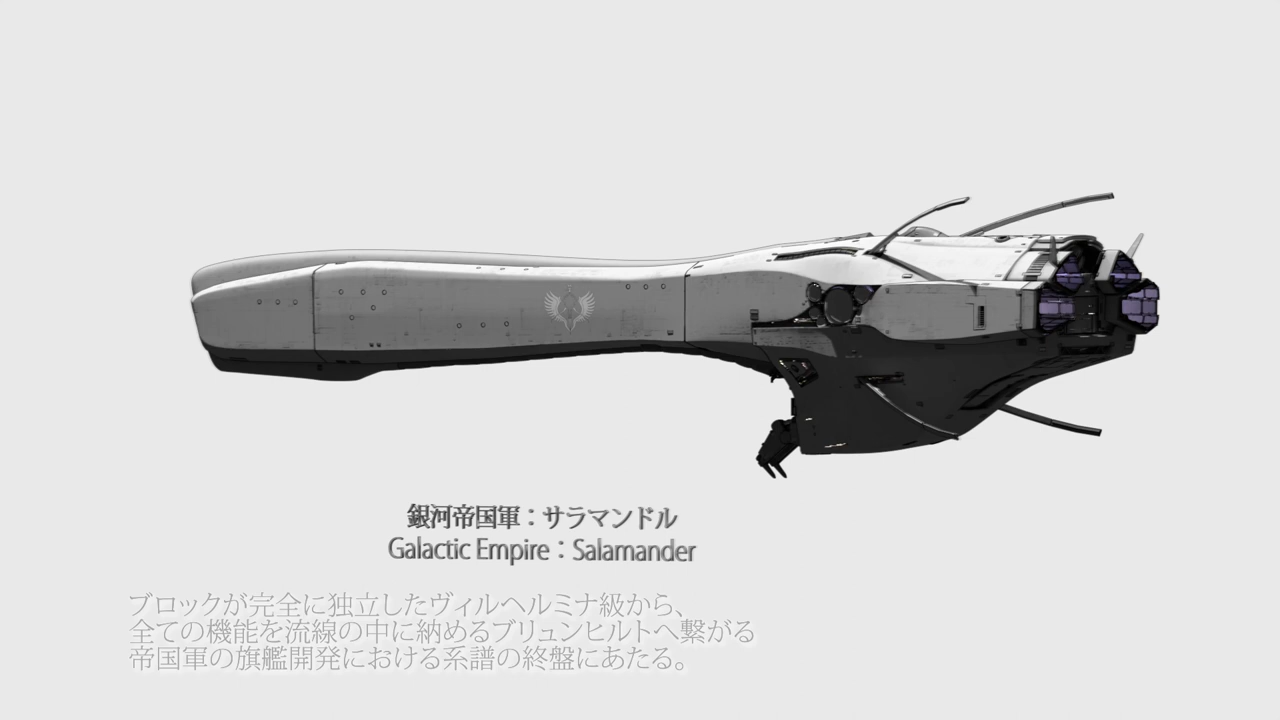 銀河帝国軍：サラマンドル
Galactic Empire：Salamander
ブロックが完全に独立したヴィルヘルミナ級から、
全ての機能を流線の中に納めるブリュンヒルトへ繋がる
帝国軍の旗艦開発における系譜の終盤にあたる。